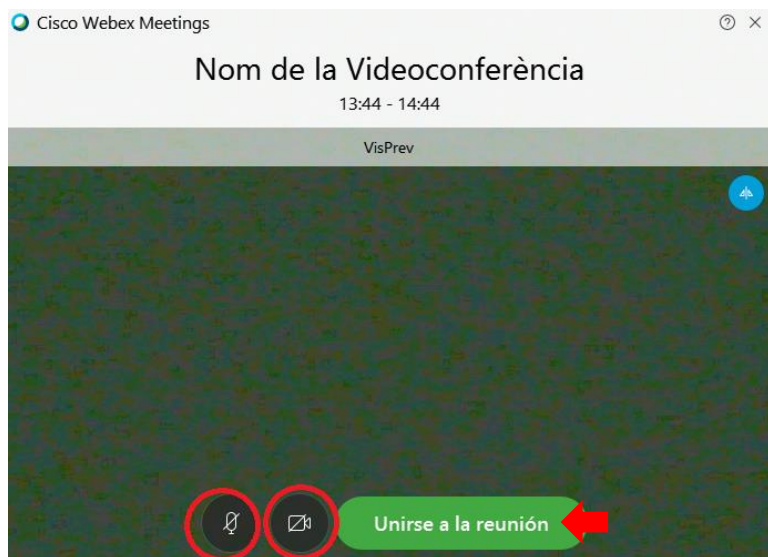 Cisco Webex Meetings
Nom de la Videoconferència
13:44 - 14:44
VisPrev
Unirse a la reunión